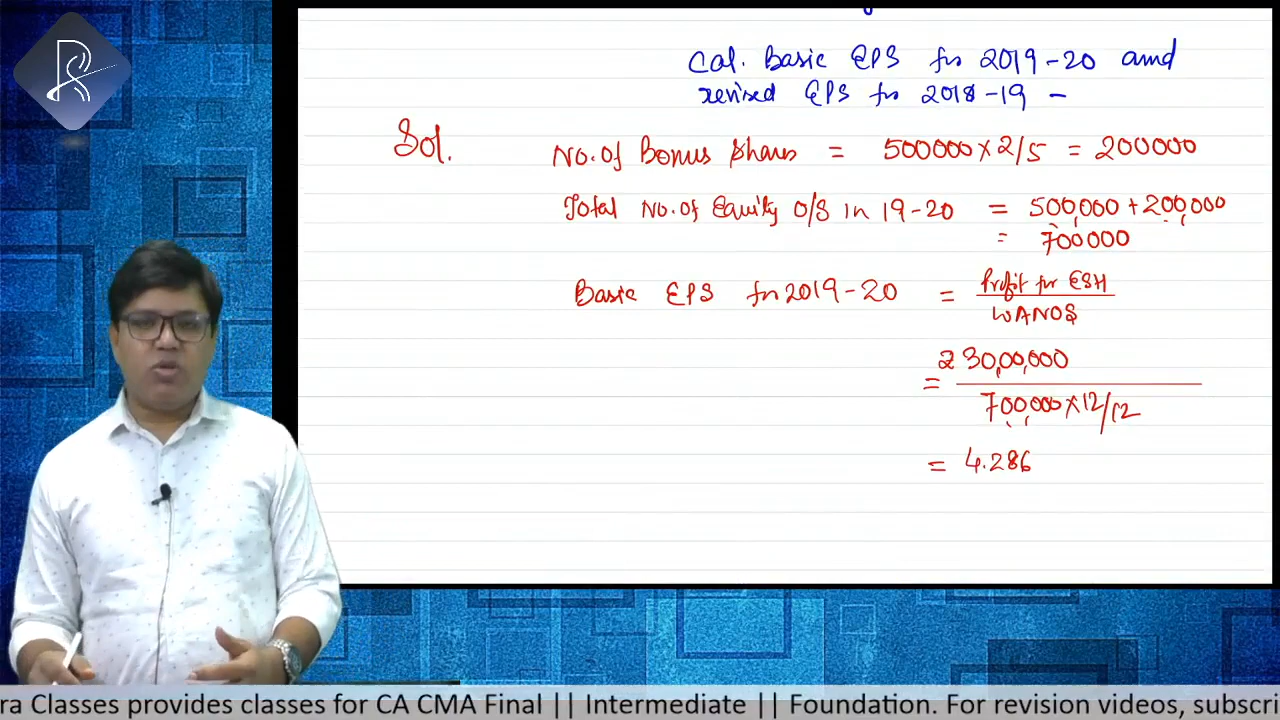 Cal. Basic EPS for 2019-20 and
revised EPS for 2018-19 -
Sol.
No. of Bonus Shares = 500000 x 2/5 = 200000
Total No. of Equity O/S in 19-20 = 500,000 + 200,000
= 700000
Basic EPS for 2019-20 = Profit for ESH
WANOS
= ₹ 30,00,000
700,000 x 12/12
= 4.286
ra Classes provides classes for CA CMA Final || Intermediate || Foundation. For revision videos, subscri